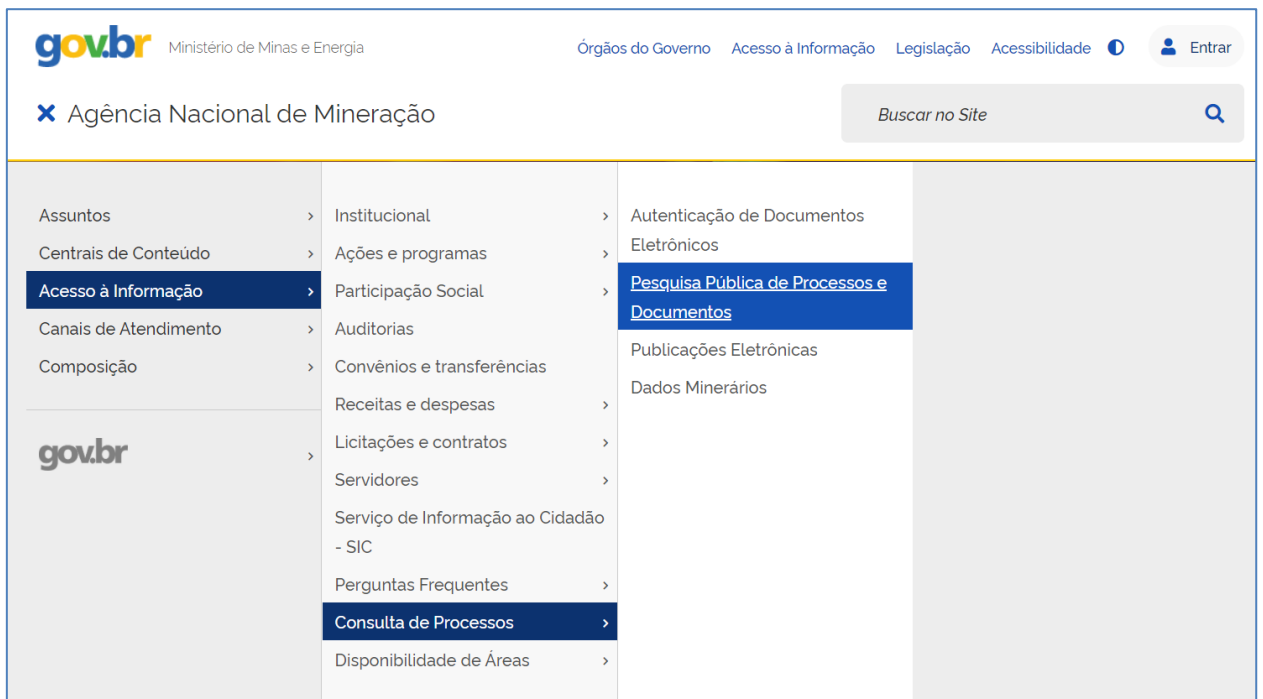 gov.br
Ministério de Minas e Energia
Órgãos do Governo
Acesso à Informação
Legislação
Acessibilidade
Entrar
Agência Nacional de Mineração
Buscar no Site
Assuntos
Centrais de Conteúdo
Acesso à Informação
Canais de Atendimento
Composição
gov.br
Institucional
Ações e programas
Participação Social
Auditorias
Convênios e transferências
Receitas e despesas
Licitações e contratos
Servidores
Serviço de Informação ao Cidadão
- SIC
Perguntas Frequentes
Consulta de Processos
Disponibilidade de Áreas
Autenticação de Documentos
Eletrônicos
Pesquisa Pública de Processos e
Documentos
Publicações Eletrônicas
Dados Minerários